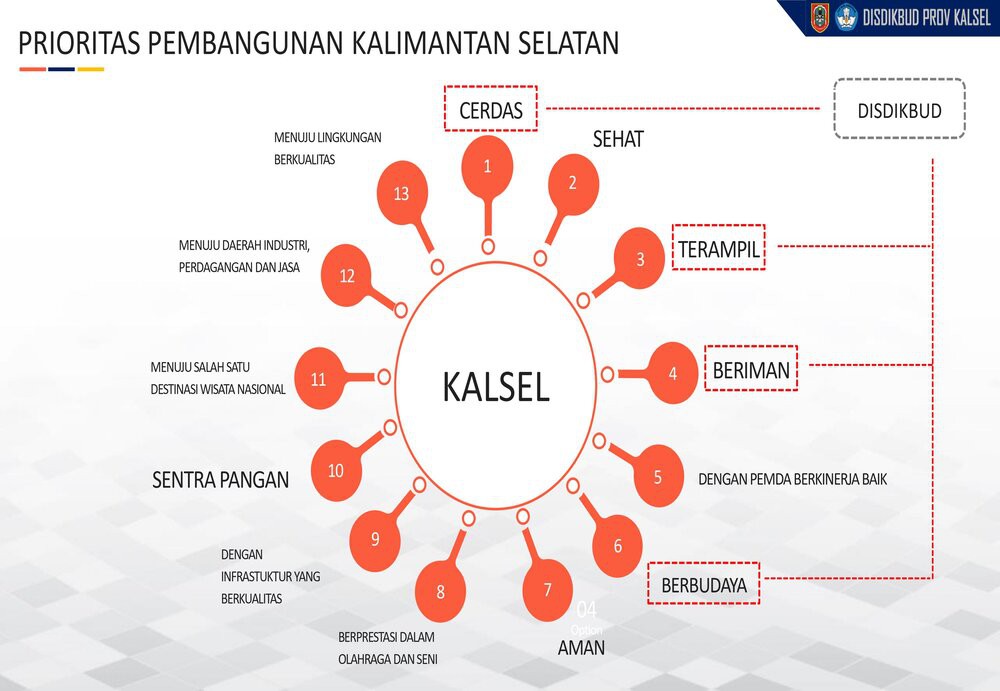 DISDIKBUD PROV KALSEL
PRIORITAS PEMBANGUNAN KALIMANTAN SELATAN
CERDAS
DISDIKBUD
1
SEHAT
2
TERAMPIL
3
BERIMAN
4
5
DENGAN PEMDA BERKINERJA BAIK
6
BERBUDAYA
7
04
Option
AMAN
8
BERPRESTASI DALAM
OLAHRAGA DAN SENI
9
DENGAN
INFRASTUKTUR YANG
BERKUALITAS
10
SENTRA PANGAN
11
MENUJU SALAH SATU
DESTINASI WISATA NASIONAL
12
MENUJU DAERAH INDUSTRI,
PERDAGANGAN DAN JASA
13
MENUJU LINGKUNGAN
BERKUALITAS
KALSEL